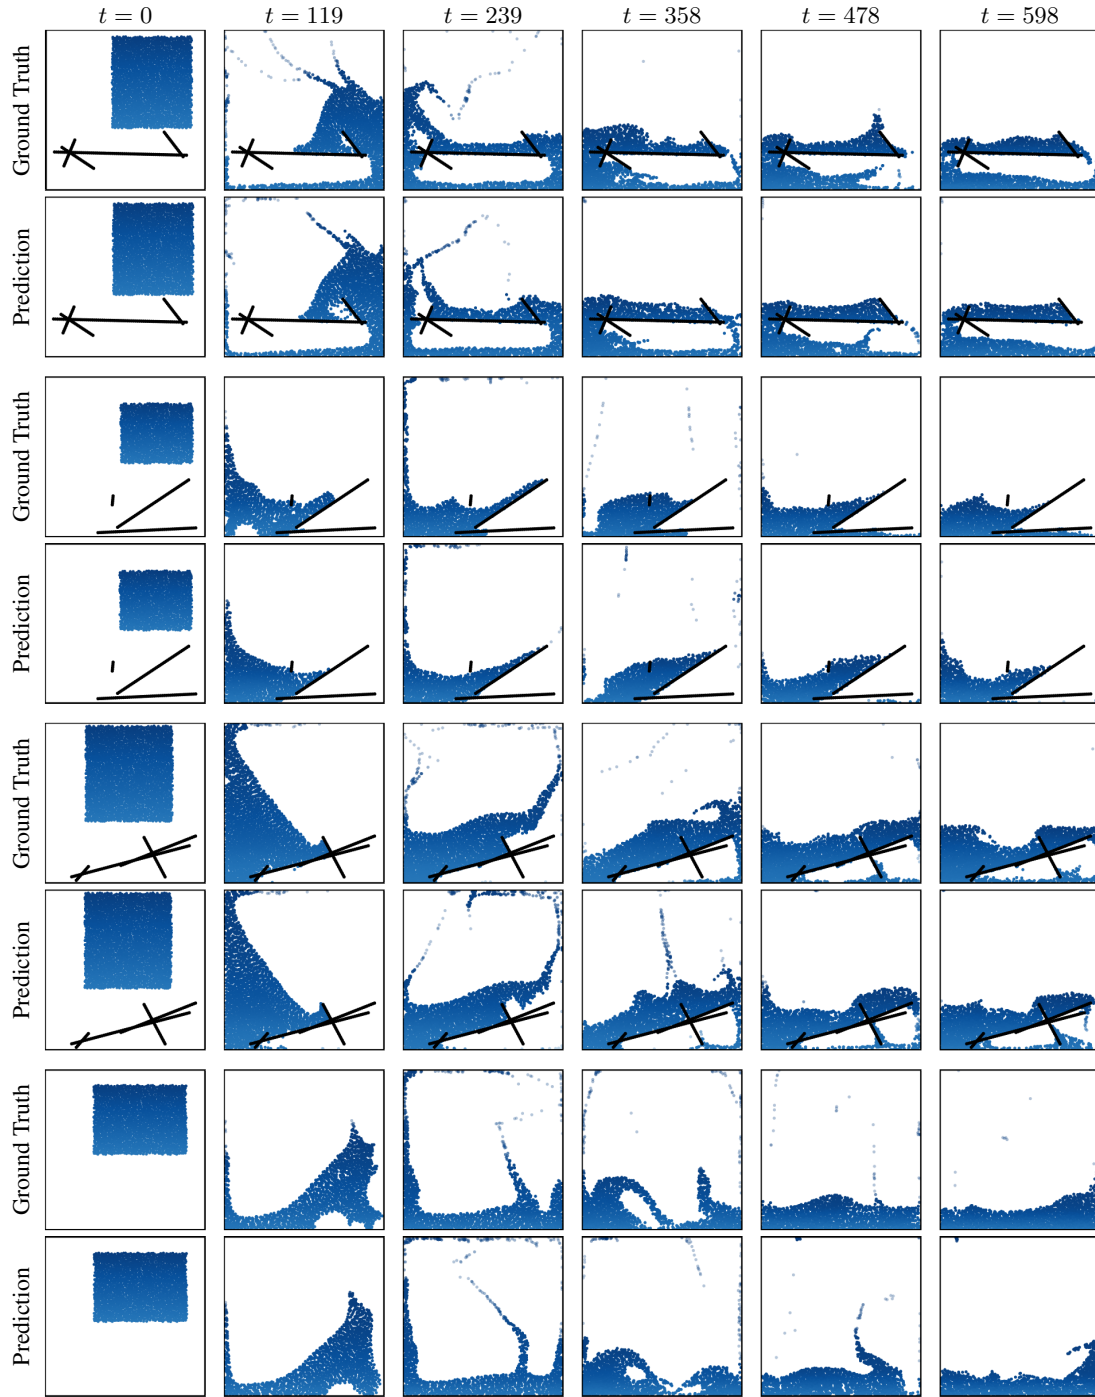 t = 0 t = 119 t = 239 t = 358 t = 478 t = 598
Ground Truth
Prediction
Ground Truth
Prediction
Ground Truth
Prediction
Ground Truth
Prediction